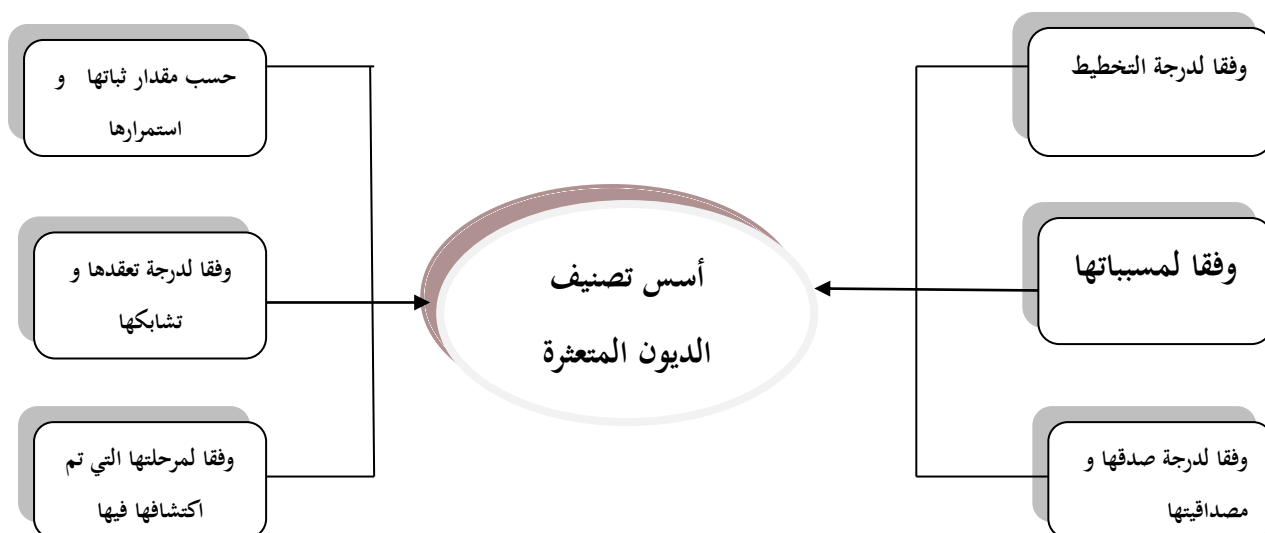 وفقا لدرجة التخطيط
وفقا لمسبباتها
وفقا لدرجة صدقها و
مصداقيتها
أسس تصنيف
الديون المتعثرة
حسب مقدار ثباتها و
استمرارها
وفقا لدرجة تعقدها و
تشابكها
وفقا لمرحلتها التي تم
اكتشافها فيها